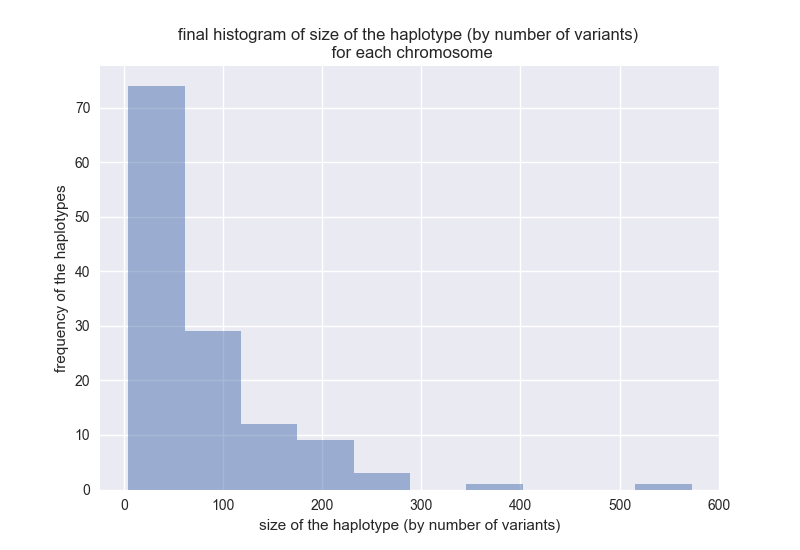 final histogram of size of the haplotype (by number of variants)
for each chromosome
frequency of the haplotypes
70
60
50
40
30
20
10
0
0 100 200 300 400 500 600
size of the haplotype (by number of variants)